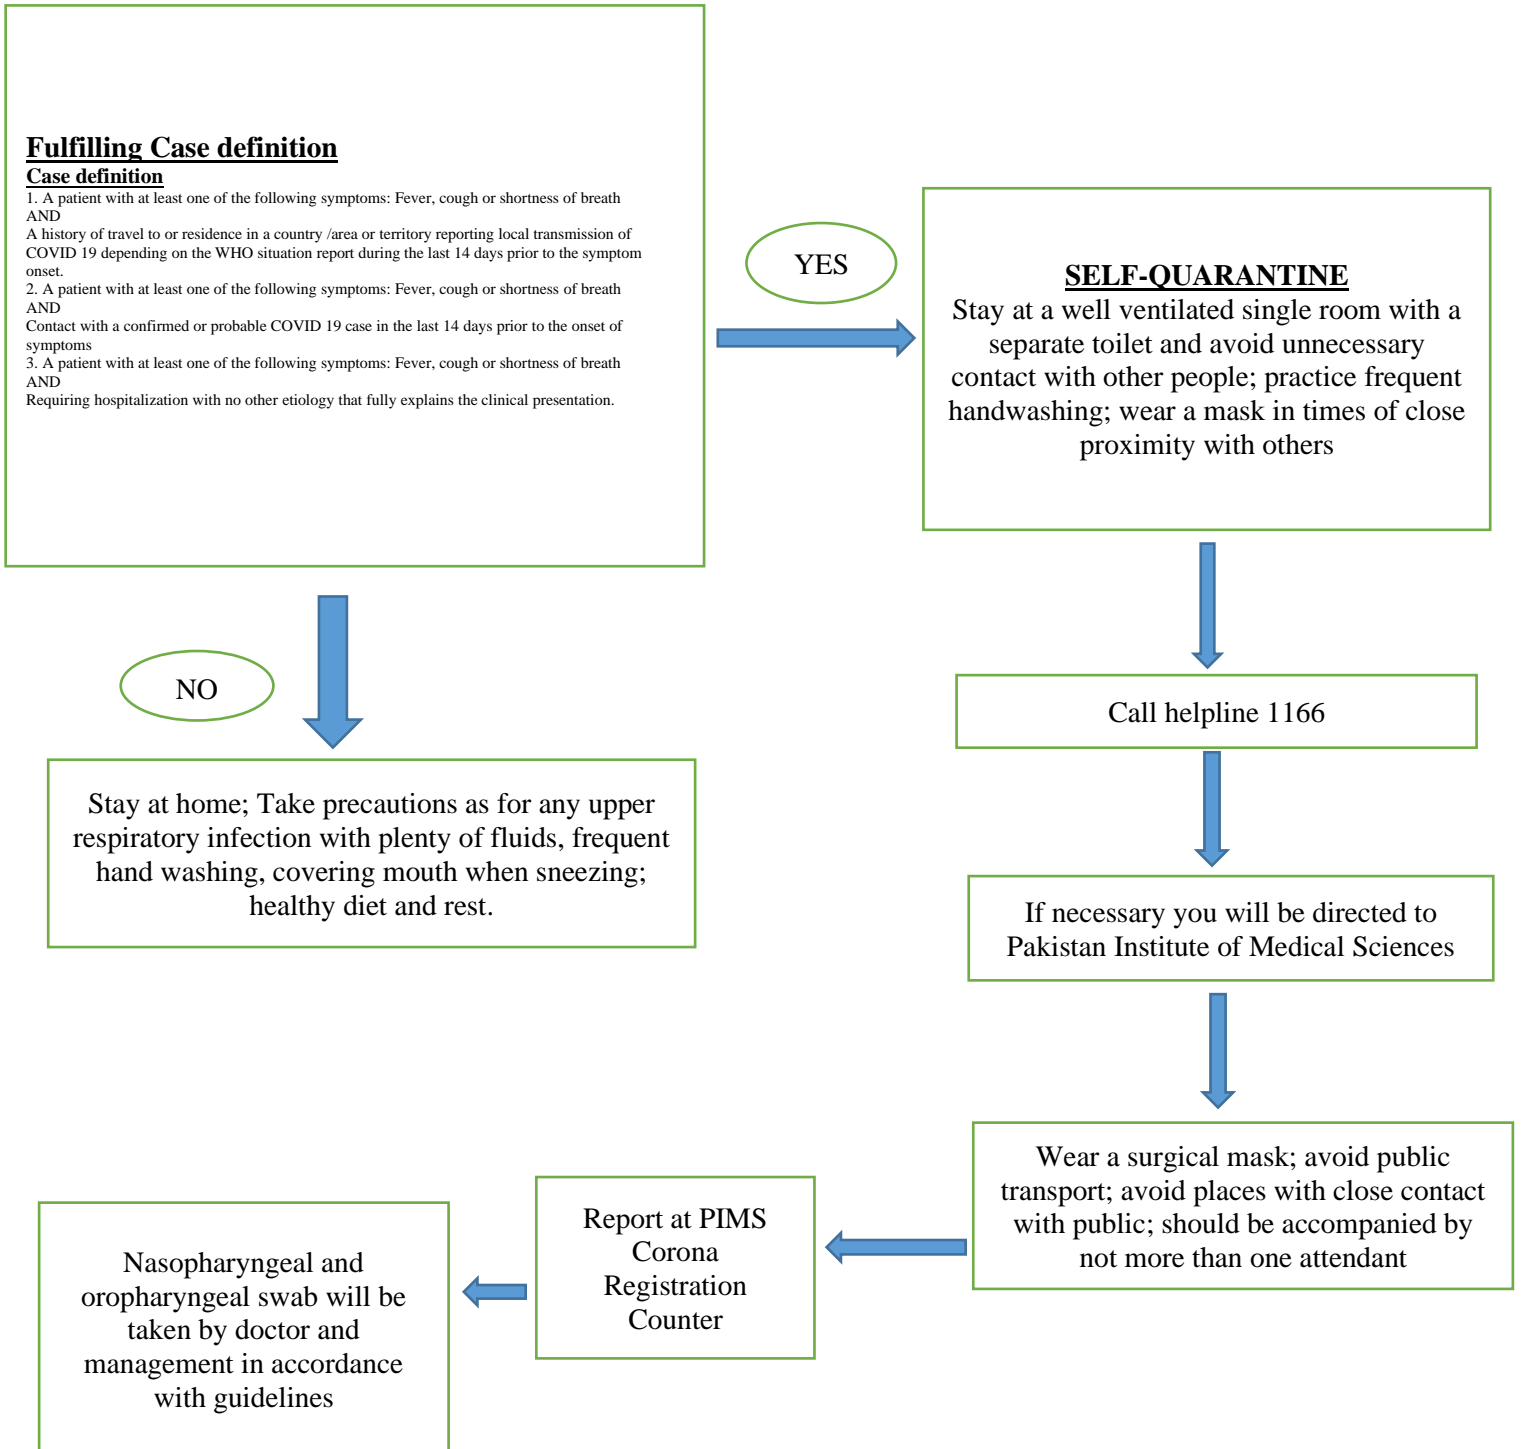 Fulfilling Case definition
Case definition
1. A patient with at least one of the following symptoms: Fever, cough or shortness of breath
AND
A history of travel to or residence in a country /area or territory reporting local transmission of
COVID 19 depending on the WHO situation report during the last 14 days prior to the symptom
onset.
2. A patient with at least one of the following symptoms: Fever, cough or shortness of breath
AND
Contact with a confirmed or probable COVID 19 case in the last 14 days prior to the onset of
symptoms
3. A patient with at least one of the following symptoms: Fever, cough or shortness of breath
AND
Requiring hospitalization with no other etiology that fully explains the clinical presentation.
YES
SELF-QUARANTINE
Stay at a well ventilated single room with a
separate toilet and avoid unnecessary
contact with other people; practice frequent
handwashing; wear a mask in times of close
proximity with others
NO
Stay at home; Take precautions as for any upper
respiratory infection with plenty of fluids, frequent
hand washing, covering mouth when sneezing;
healthy diet and rest.
Call helpline 1166
If necessary you will be directed to
Pakistan Institute of Medical Sciences
Wear a surgical mask; avoid public
transport; avoid places with close contact
with public; should be accompanied by
not more than one attendant
Report at PIMS
Corona
Registration
Counter
Nasopharyngeal and
oropharyngeal swab will be
taken by doctor and
management in accordance
with guidelines